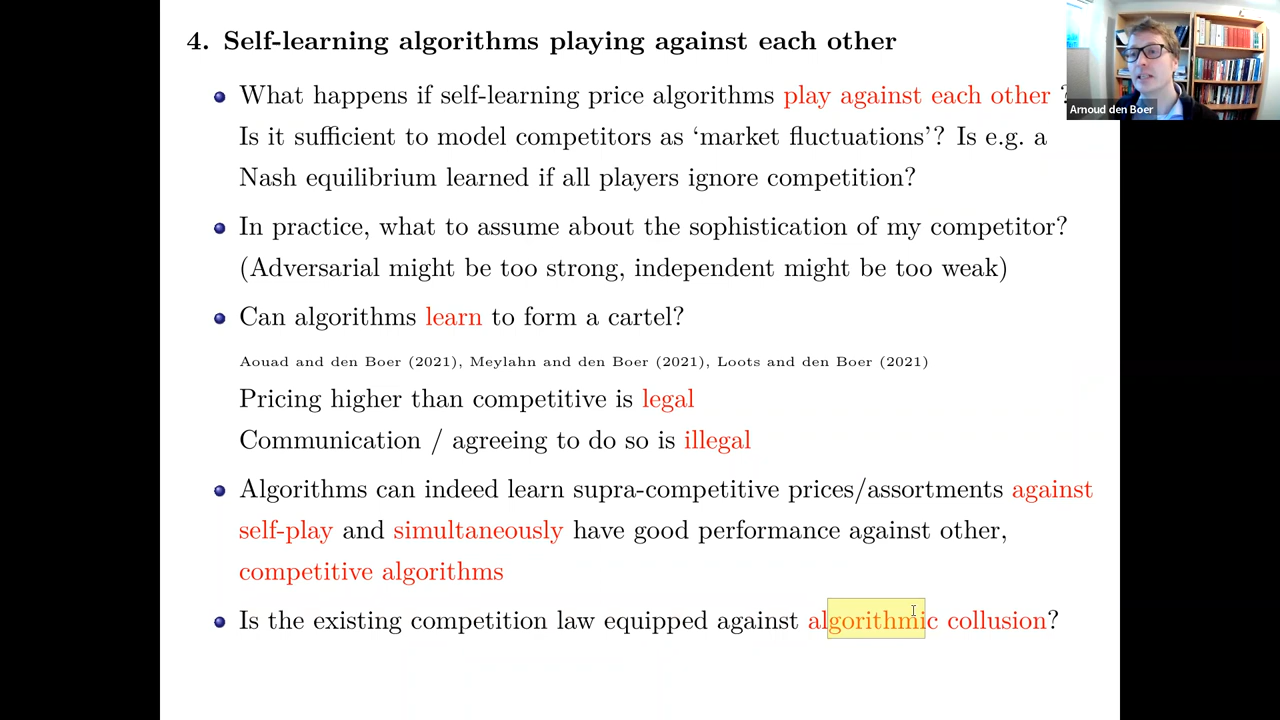 4. Self-learning algorithms playing against each other
What happens if self-learning price algorithms play against each other ?
Is it sufficient to model competitors as ‘market fluctuations’? Is e.g. a
Nash equilibrium learned if all players ignore competition?
In practice, what to assume about the sophistication of my competitor?
(Adversarial might be too strong, independent might be too weak)
Can algorithms learn to form a cartel?
Aouad and den Boer (2021), Meylahn and den Boer (2021), Loots and den Boer (2021)
Pricing higher than competitive is legal
Communication / agreeing to do so is illegal
Algorithms can indeed learn supra-competitive prices/assortments against
self-play and simultaneously have good performance against other,
competitive algorithms
Is the existing competition law equipped against algorithmic collusion?
Arnoud den Boer